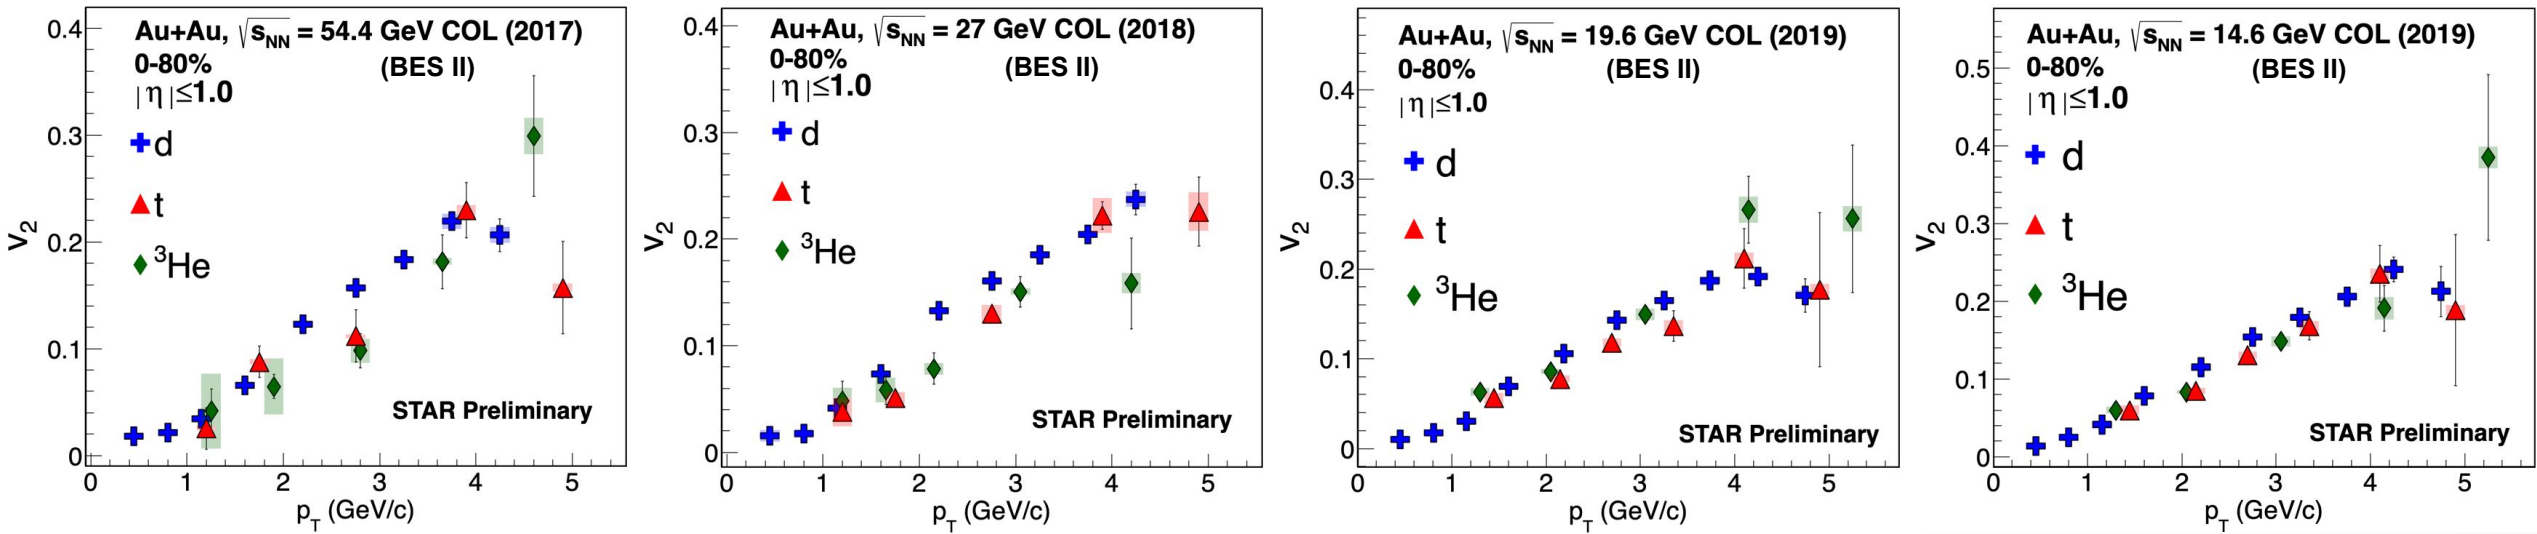 Au+Au, √sNN = 54.4 GeV COL (2017)
0-80%
(BES II)
|η|≤1.0
d
t
³He
STAR Preliminary
v₂
0.4
0.3
0.2
0.1
0
0 1 2 3 4 5
pT (GeV/c)
Au+Au, √sNN = 27 GeV COL (2018)
0-80%
(BES II)
|η|≤1.0
d
t
³He
STAR Preliminary
v₂
0.4
0.3
0.2
0.1
0
0 1 2 3 4 5
pT (GeV/c)
Au+Au, √sNN = 19.6 GeV COL (2019)
0-80%
(BES II)
|η|≤1.0
d
t
³He
STAR Preliminary
v₂
0.4
0.3
0.2
0.1
0
0 1 2 3 4 5
pT (GeV/c)
Au+Au, √sNN = 14.6 GeV COL (2019)
0-80%
(BES II)
|η|≤1.0
d
t
³He
STAR Preliminary
v₂
0.5
0.4
0.3
0.2
0.1
0
0 1 2 3 4 5
pT (GeV/c)